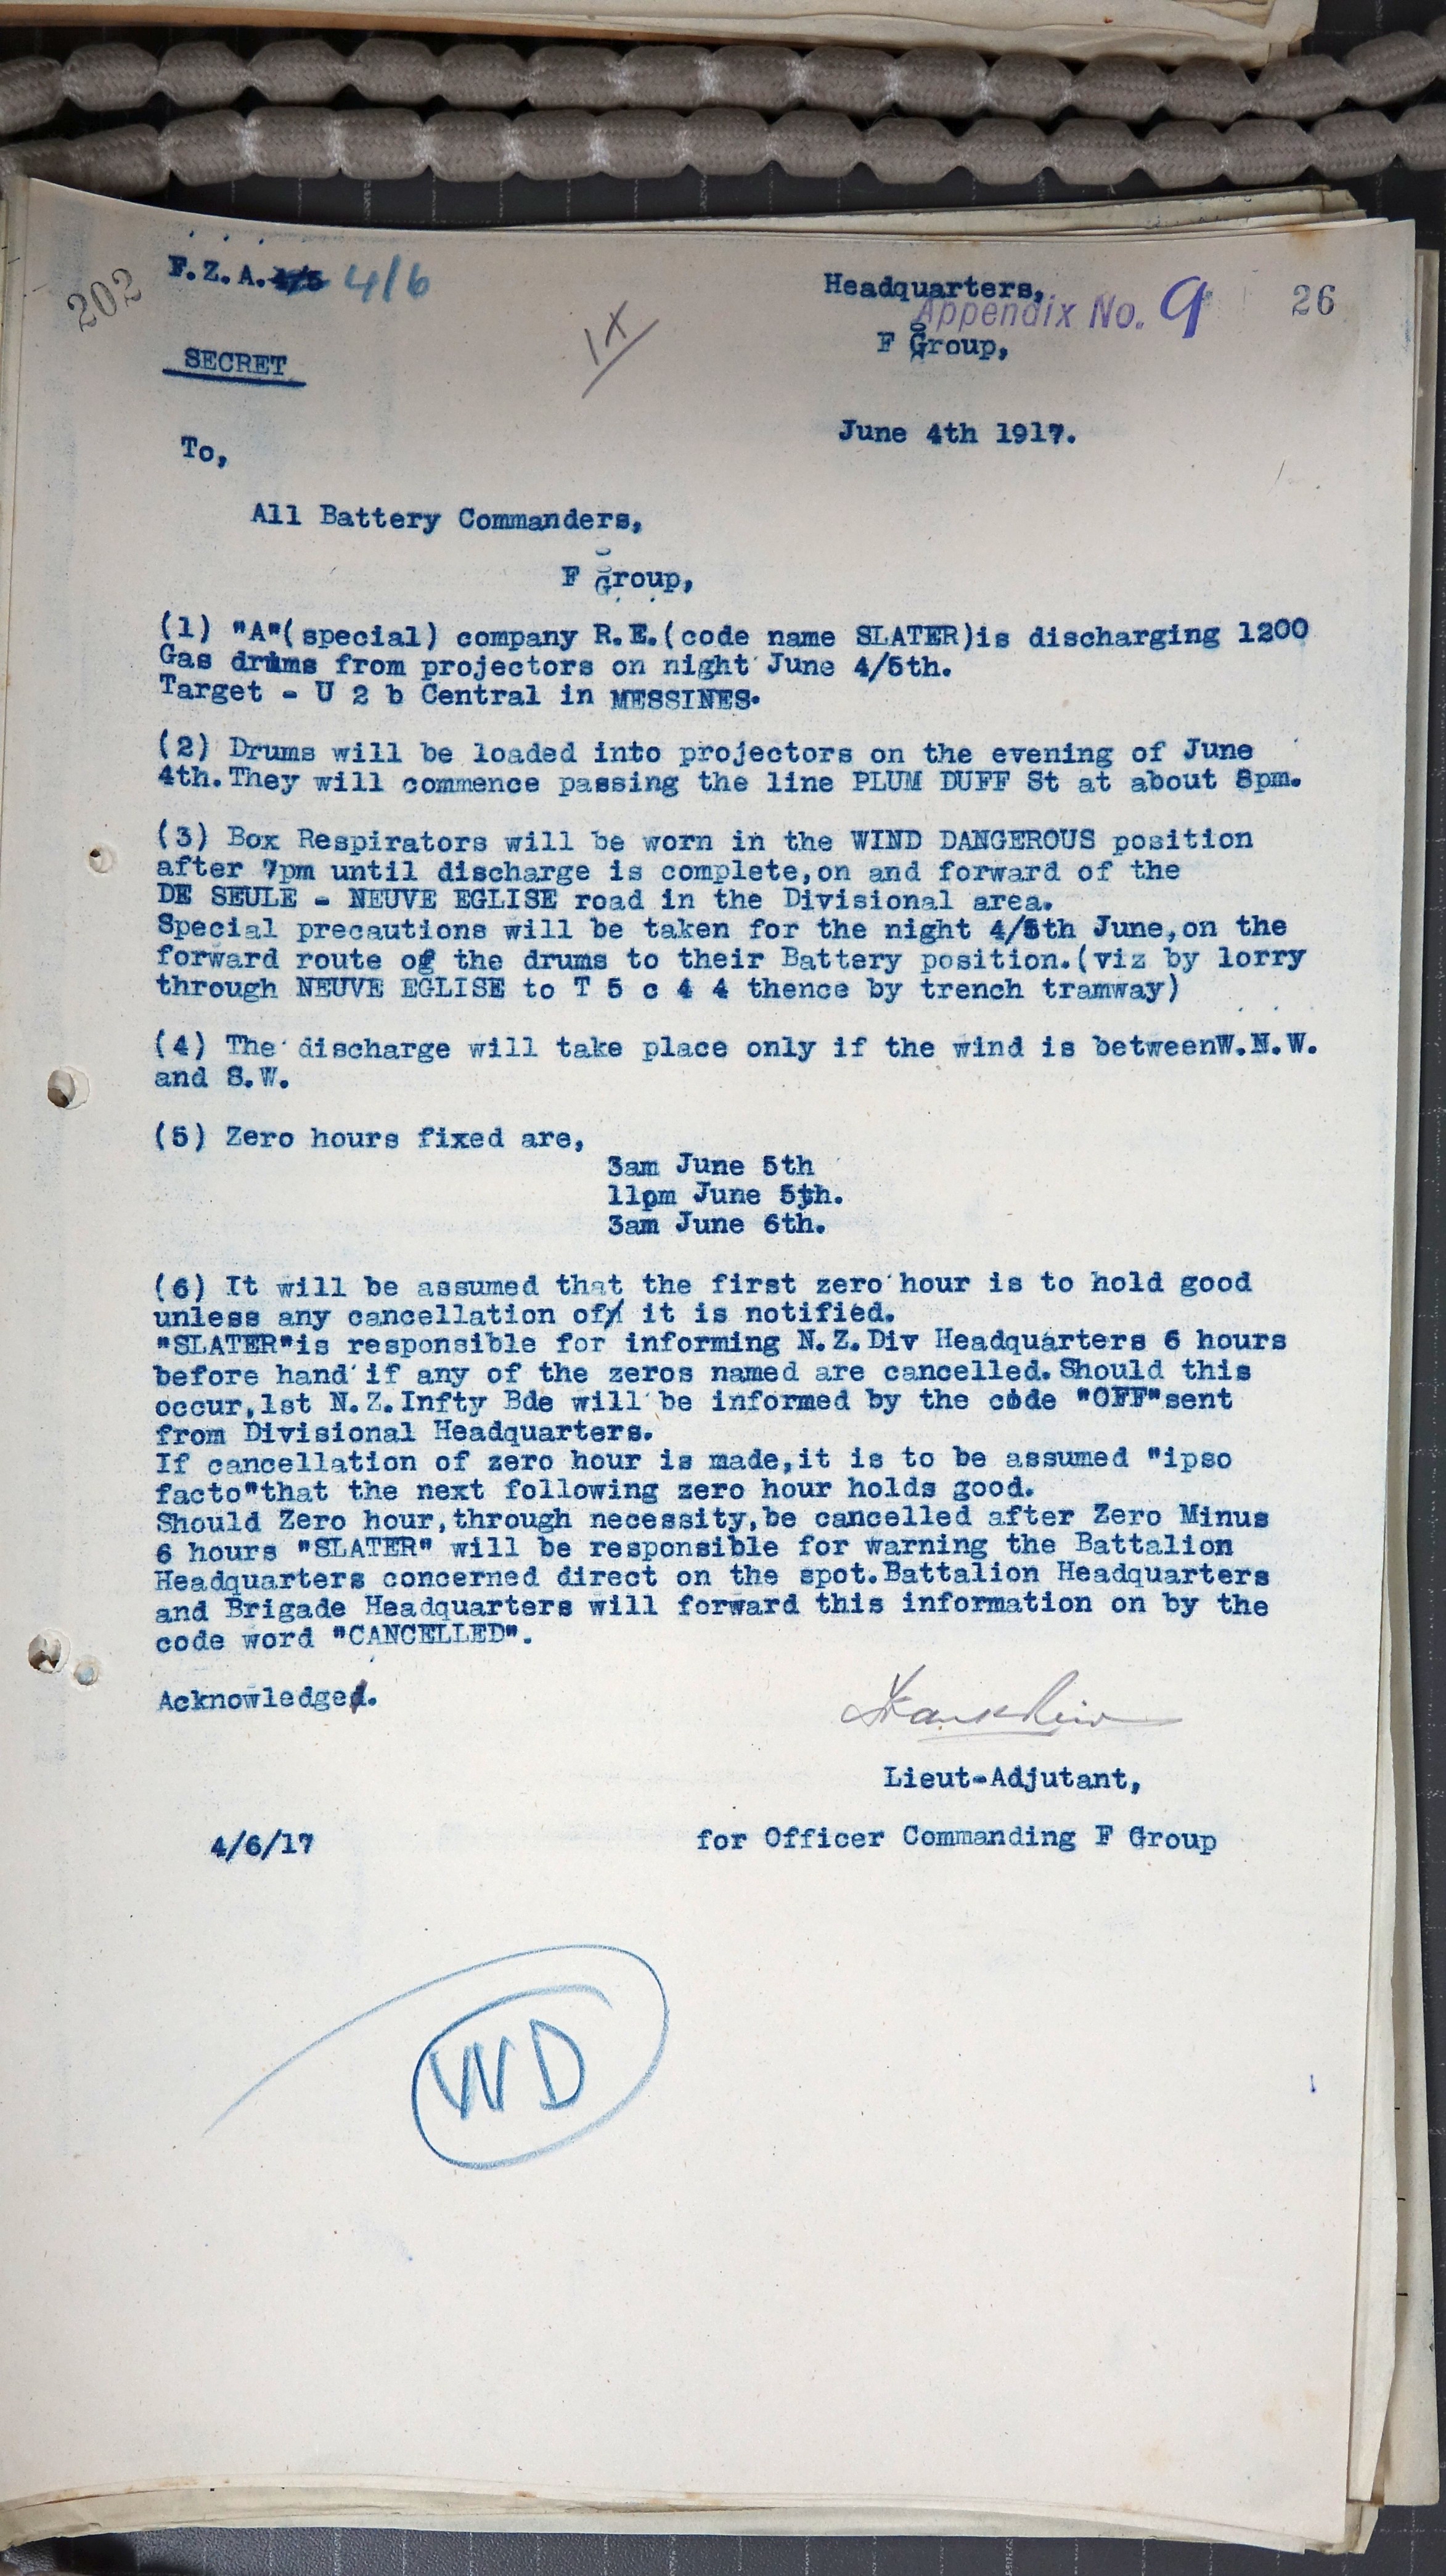 202
F.Z.A. 4/6
Headquarters,
Appendix No. 9
26
1x
F Group,
SECRET
June 4th 1917.
To,
All Battery Commanders,
F Group,
(1) "A"(special) company R.E.(code name SLATER)is discharging 1200
Gas drums from projectors on night June 4/5th.
Target - U 2 b Central in MESSINES.
(2) Drums will be loaded into projectors on the evening of June
4th.They will commence passing the line PLUM DUFF St at about 8pm.
(3) Box Respirators will be worn in the WIND DANGEROUS position
after 7pm until discharge is complete,on and forward of the
DE SEULE - NEUVE EGLISE road in the Divisional area.
Special precautions will be taken for the night 4/5th June,on the
forward route of the drums to their Battery position.(viz by lorry
through NEUVE EGLISE to T 5 c 4 4 thence by trench tramway)
(4) The discharge will take place only if the wind is betweenW.N.W.
and S.W.
(5) Zero hours fixed are,
3am June 5th
11pm June 5th.
3am June 6th.
(6) It will be assumed that the first zero hour is to hold good
unless any cancellation of it is notified.
"SLATER"is responsible for informing N.Z.Div Headquarters 6 hours
before hand if any of the zeros named are cancelled.Should this
occur,1st N.Z.Infty Bde will be informed by the code "OFF"sent
from Divisional Headquarters.
If cancellation of zero hour is made,it is to be assumed "ipso
facto"that the next following zero hour holds good.
Should Zero hour,through necessity,be cancelled after Zero Minus
6 hours "SLATER" will be responsible for warning the Battalion
Headquarters concerned direct on the spot.Battalion Headquarters
and Brigade Headquarters will forward this information on by the
code word "CANCELLED".
Acknowledge.
Lieut-Adjutant,
4/6/17
for Officer Commanding F Group
WD